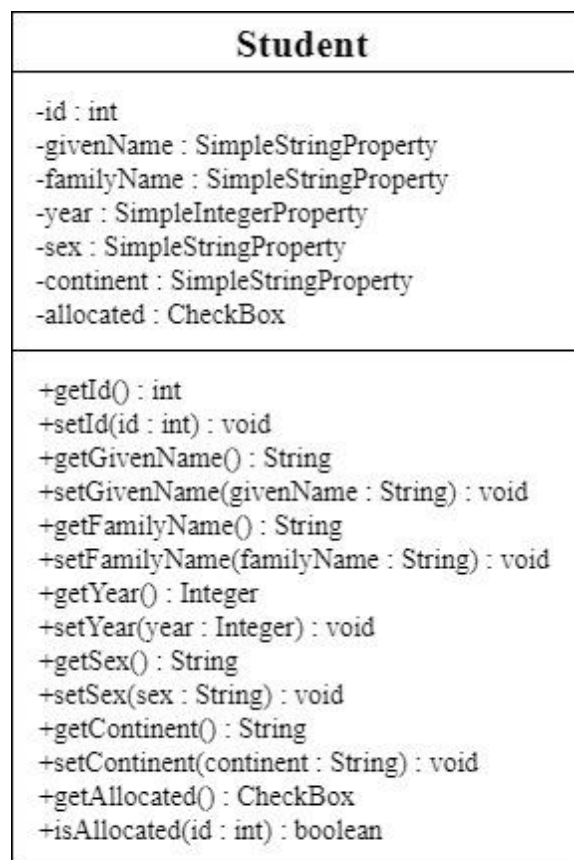 Student
-id : int
-givenName : SimpleStringProperty
-familyName : SimpleStringProperty
-year : SimpleIntegerProperty
-sex : SimpleStringProperty
-continent : SimpleStringProperty
-allocated : CheckBox
+getId() : int
+setId(id : int) : void
+getGivenName() : String
+setGivenName(givenName : String) : void
+getFamilyName() : String
+setFamilyName(familyName : String) : void
+getYear() : Integer
+setYear(year : Integer) : void
+getSex() : String
+setSex(sex : String) : void
+getContinent() : String
+setContinent(continent : String) : void
+getAllocated() : CheckBox
+isAllocated(id : int) : boolean